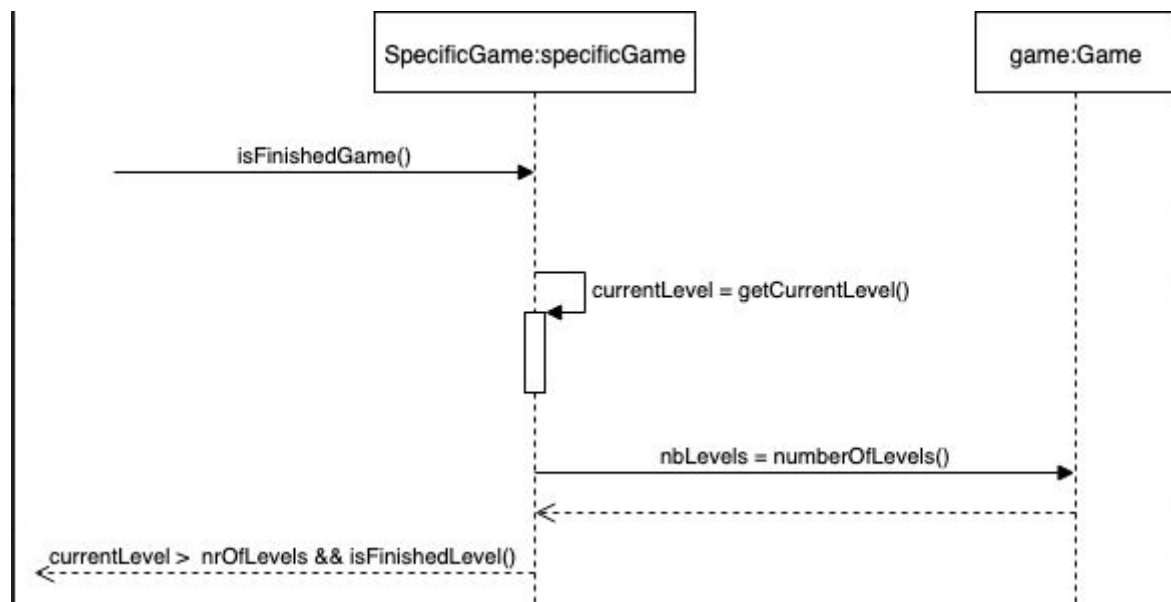 SpecificGame:specificGame
game:Game
isFinishedGame()
currentLevel = getCurrentLevel()
nbLevels = numberOfLevels()
currentLevel > nrOfLevels && isFinishedLevel()